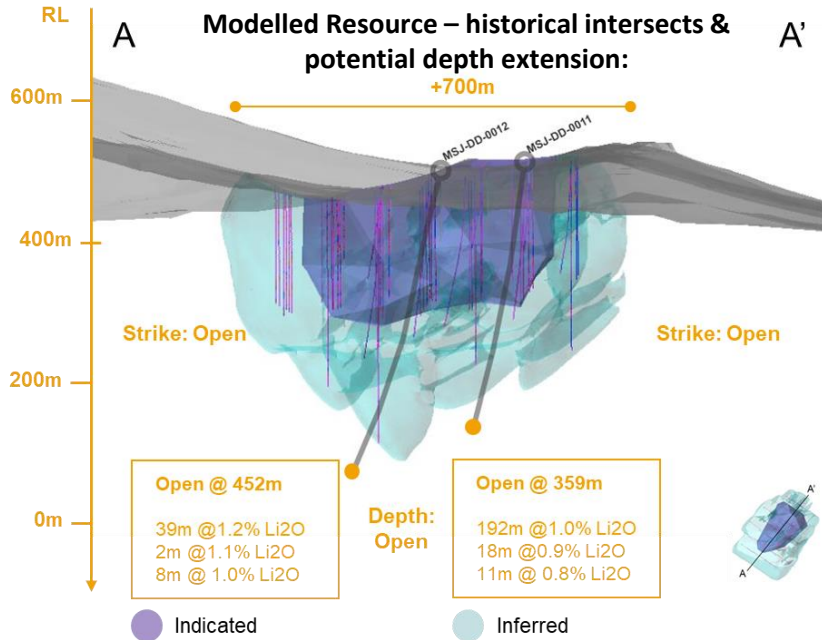 RL
A
Modelled Resource – historical intersects &
potential depth extension:
A'
+700m
600m
MSJ-DD-0012
MSJ-DD-0011
400m
Strike: Open
Strike: Open
200m
Open @ 452m
39m @1.2% Li2O
2m @1.1% Li2O
8m @ 1.0% Li2O
Depth:
Open
Open @ 359m
192m @1.0% Li2O
18m @0.9% Li2O
11m @ 0.8% Li2O
0m
A'
A
Indicated
Inferred